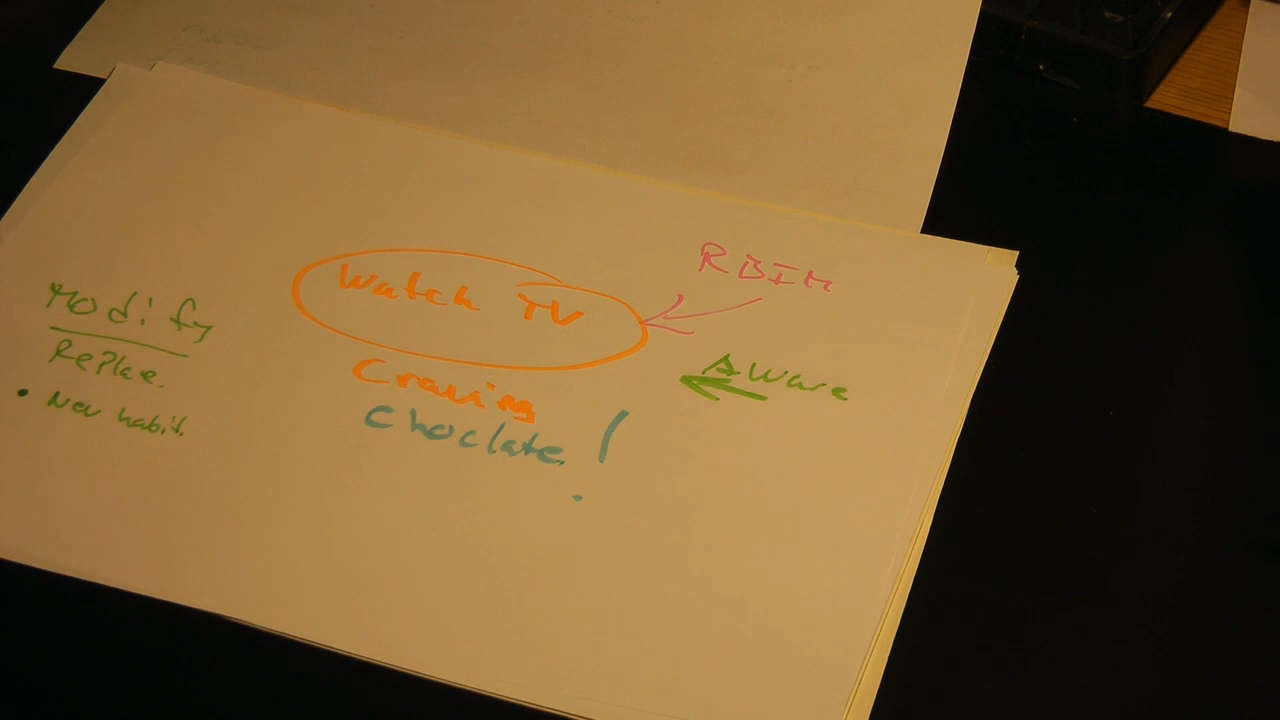 Watch TV
Craving
Choclate !
RBIM
Aware
Modify
Replace.
• New habit.